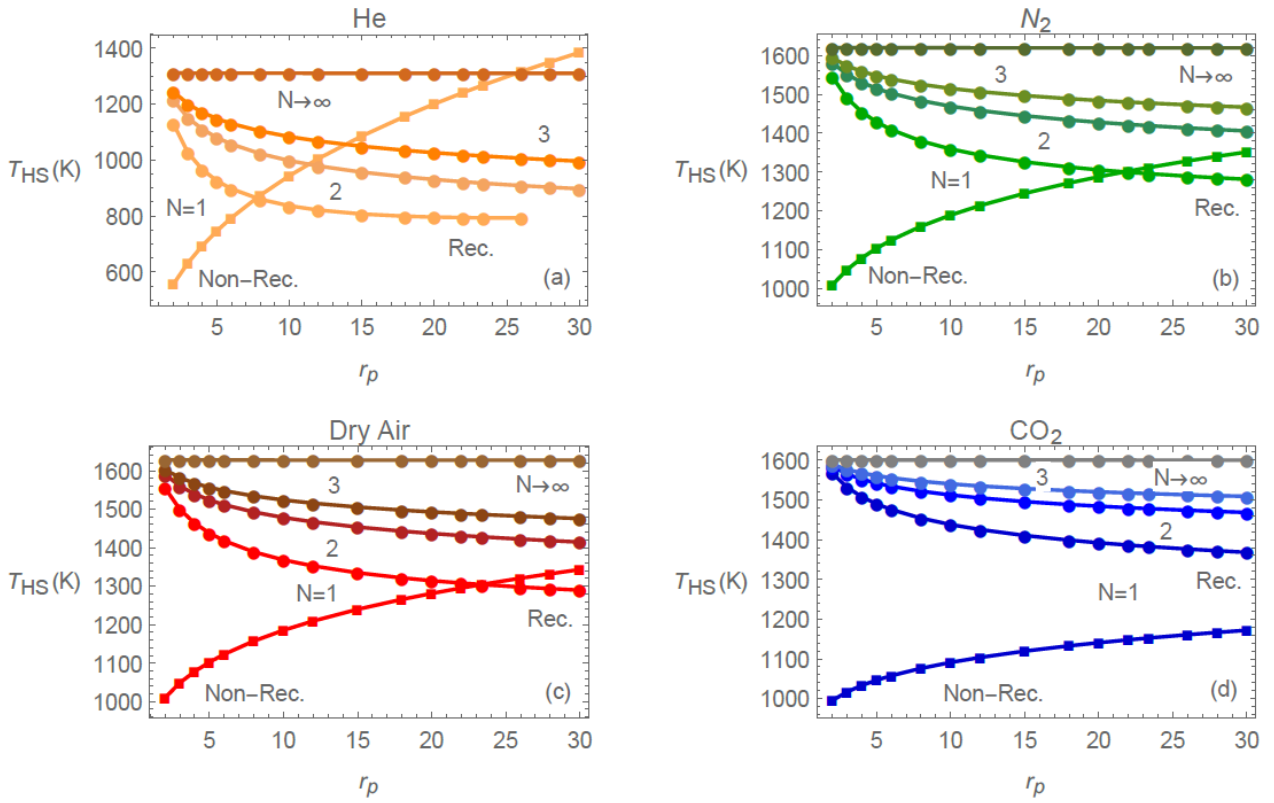 He
1400
1200
1000
800
600
T_HS(K)
N→∞
3
2
N=1
Rec.
Non–Rec.
(a)
5 10 15 20 25 30
r_p
N₂
1600
1500
1400
1300
1200
1100
1000
T_HS(K)
3
N→∞
2
N=1
Rec.
Non–Rec.
(b)
5 10 15 20 25 30
r_p
Dry Air
1600
1500
1400
1300
1200
1100
1000
T_HS(K)
3
N→∞
2
N=1
Rec.
Non–Rec.
(c)
5 10 15 20 25 30
r_p
CO₂
1600
1500
1400
1300
1200
1100
1000
T_HS(K)
3
N→∞
2
Rec.
N=1
Non–Rec.
(d)
5 10 15 20 25 30
r_p